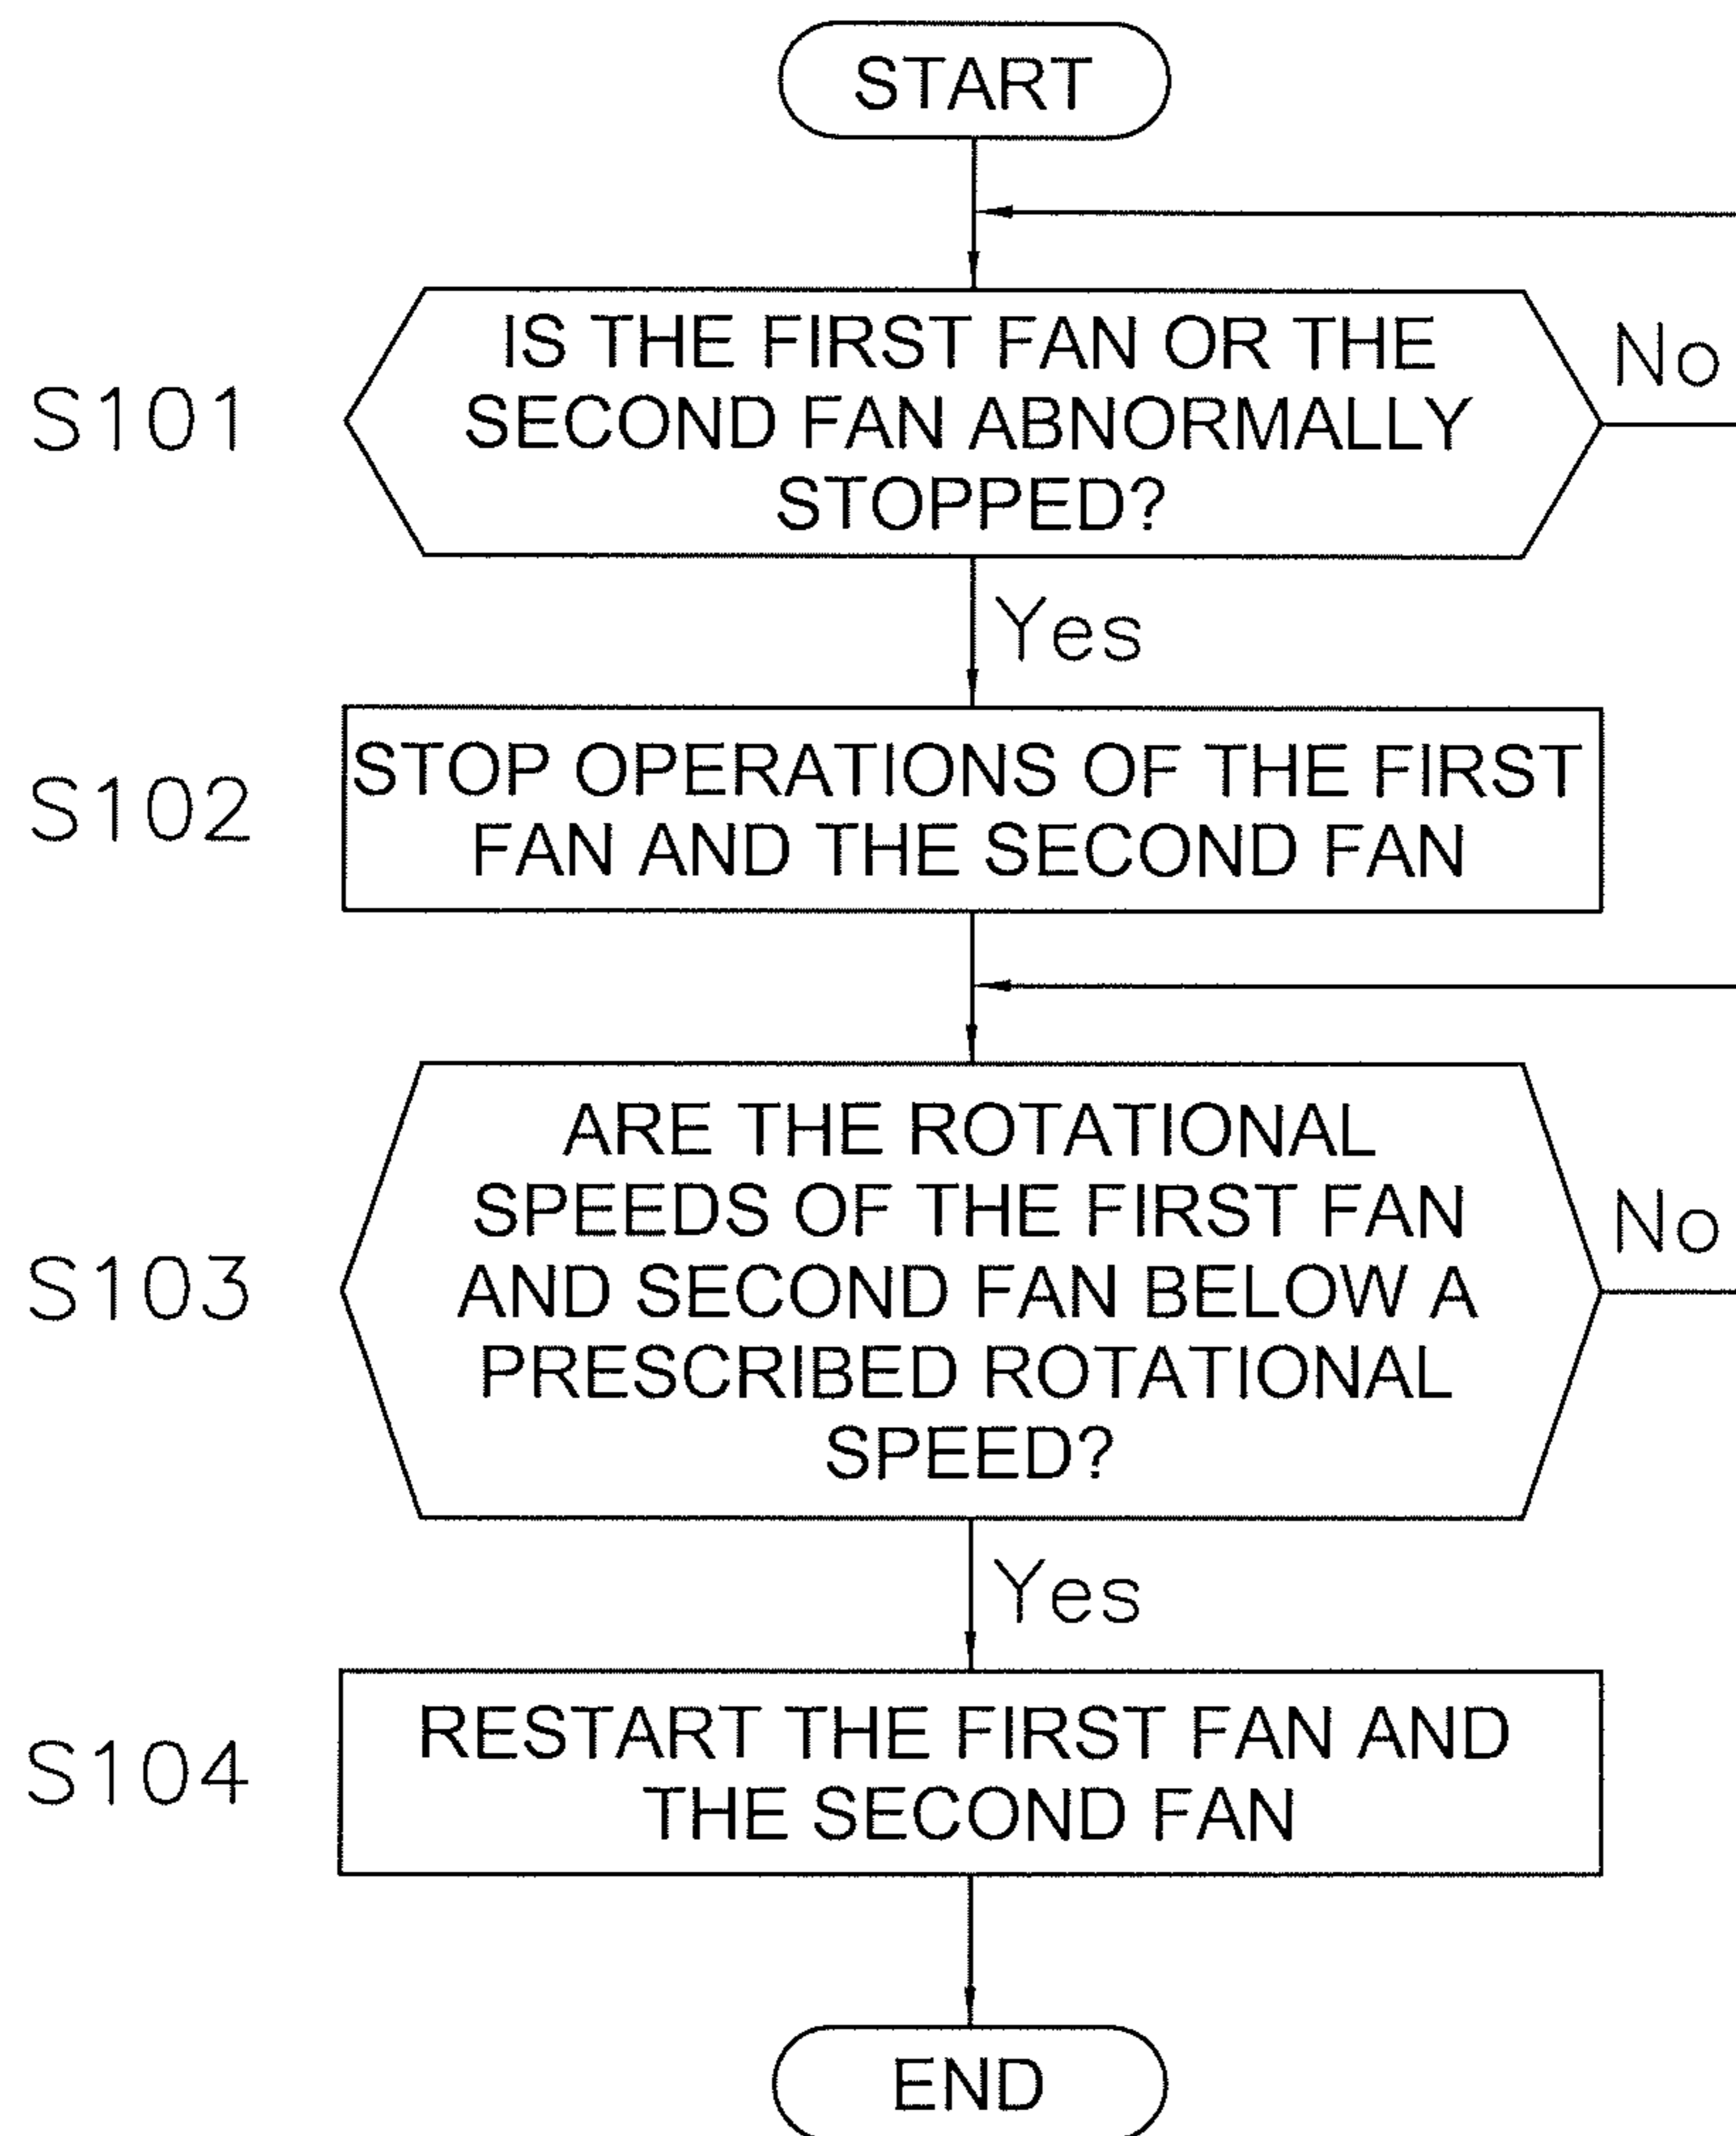 START
IS THE FIRST FAN OR THE
SECOND FAN ABNORMALLY
STOPPED?
No
S101
Yes
STOP OPERATIONS OF THE FIRST
FAN AND THE SECOND FAN
S102
ARE THE ROTATIONAL
SPEEDS OF THE FIRST FAN
AND SECOND FAN BELOW A
PRESCRIBED ROTATIONAL
SPEED?
No
S103
Yes
RESTART THE FIRST FAN AND
THE SECOND FAN
S104
END